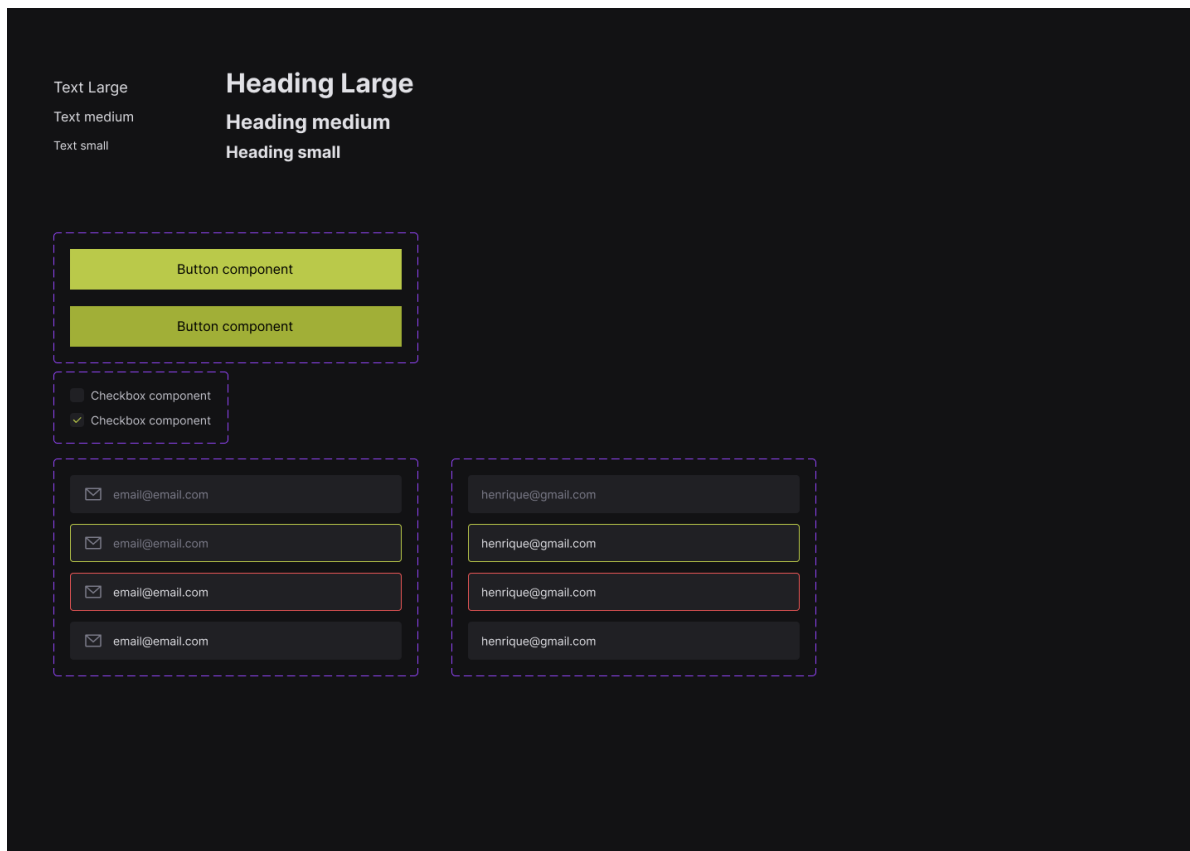 Text Large
Text medium
Text small
Heading Large
Heading medium
Heading small
Button component
Button component
Checkbox component
Checkbox component
email@email.com
email@email.com
email@email.com
email@email.com
henrique@gmail.com
henrique@gmail.com
henrique@gmail.com
henrique@gmail.com